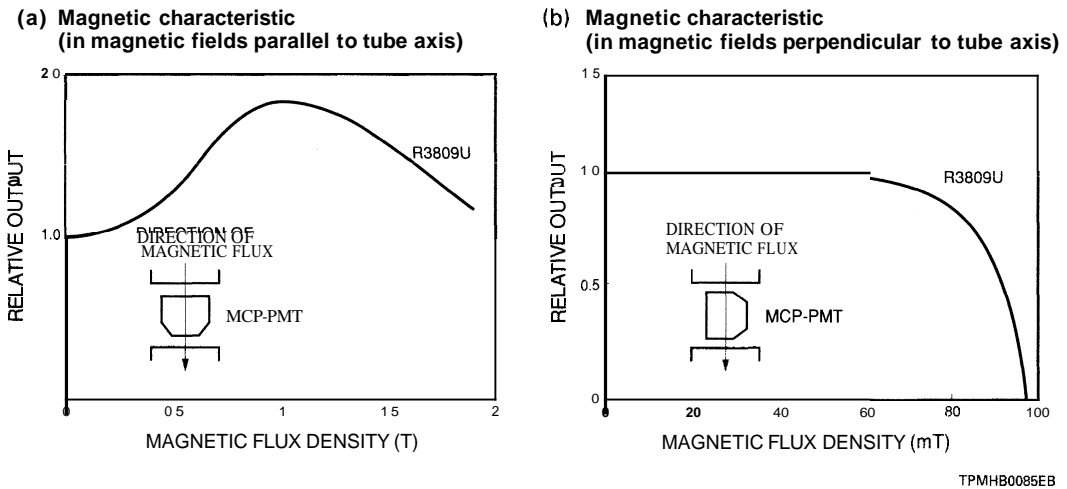 (a) Magnetic characteristic
(in magnetic fields parallel to tube axis)
2 0
1.0
RELATIVE OUTPUT
R3809U
DIRECTION OF
MAGNETIC FLUX
MCP-PMT
0
0 5
1
1 5
2
MAGNETIC FLUX DENSITY (T)
(b) Magnetic characteristic
(in magnetic fields perpendicular to tube axis)
1 5
1 0
0.5
0
RELATIVE OUTPUT
R3809U
DIRECTION OF
MAGNETIC FLUX
MCP-PMT
0
20
40
60
80
100
MAGNETIC FLUX DENSITY (mT)
TPMHB0085EB